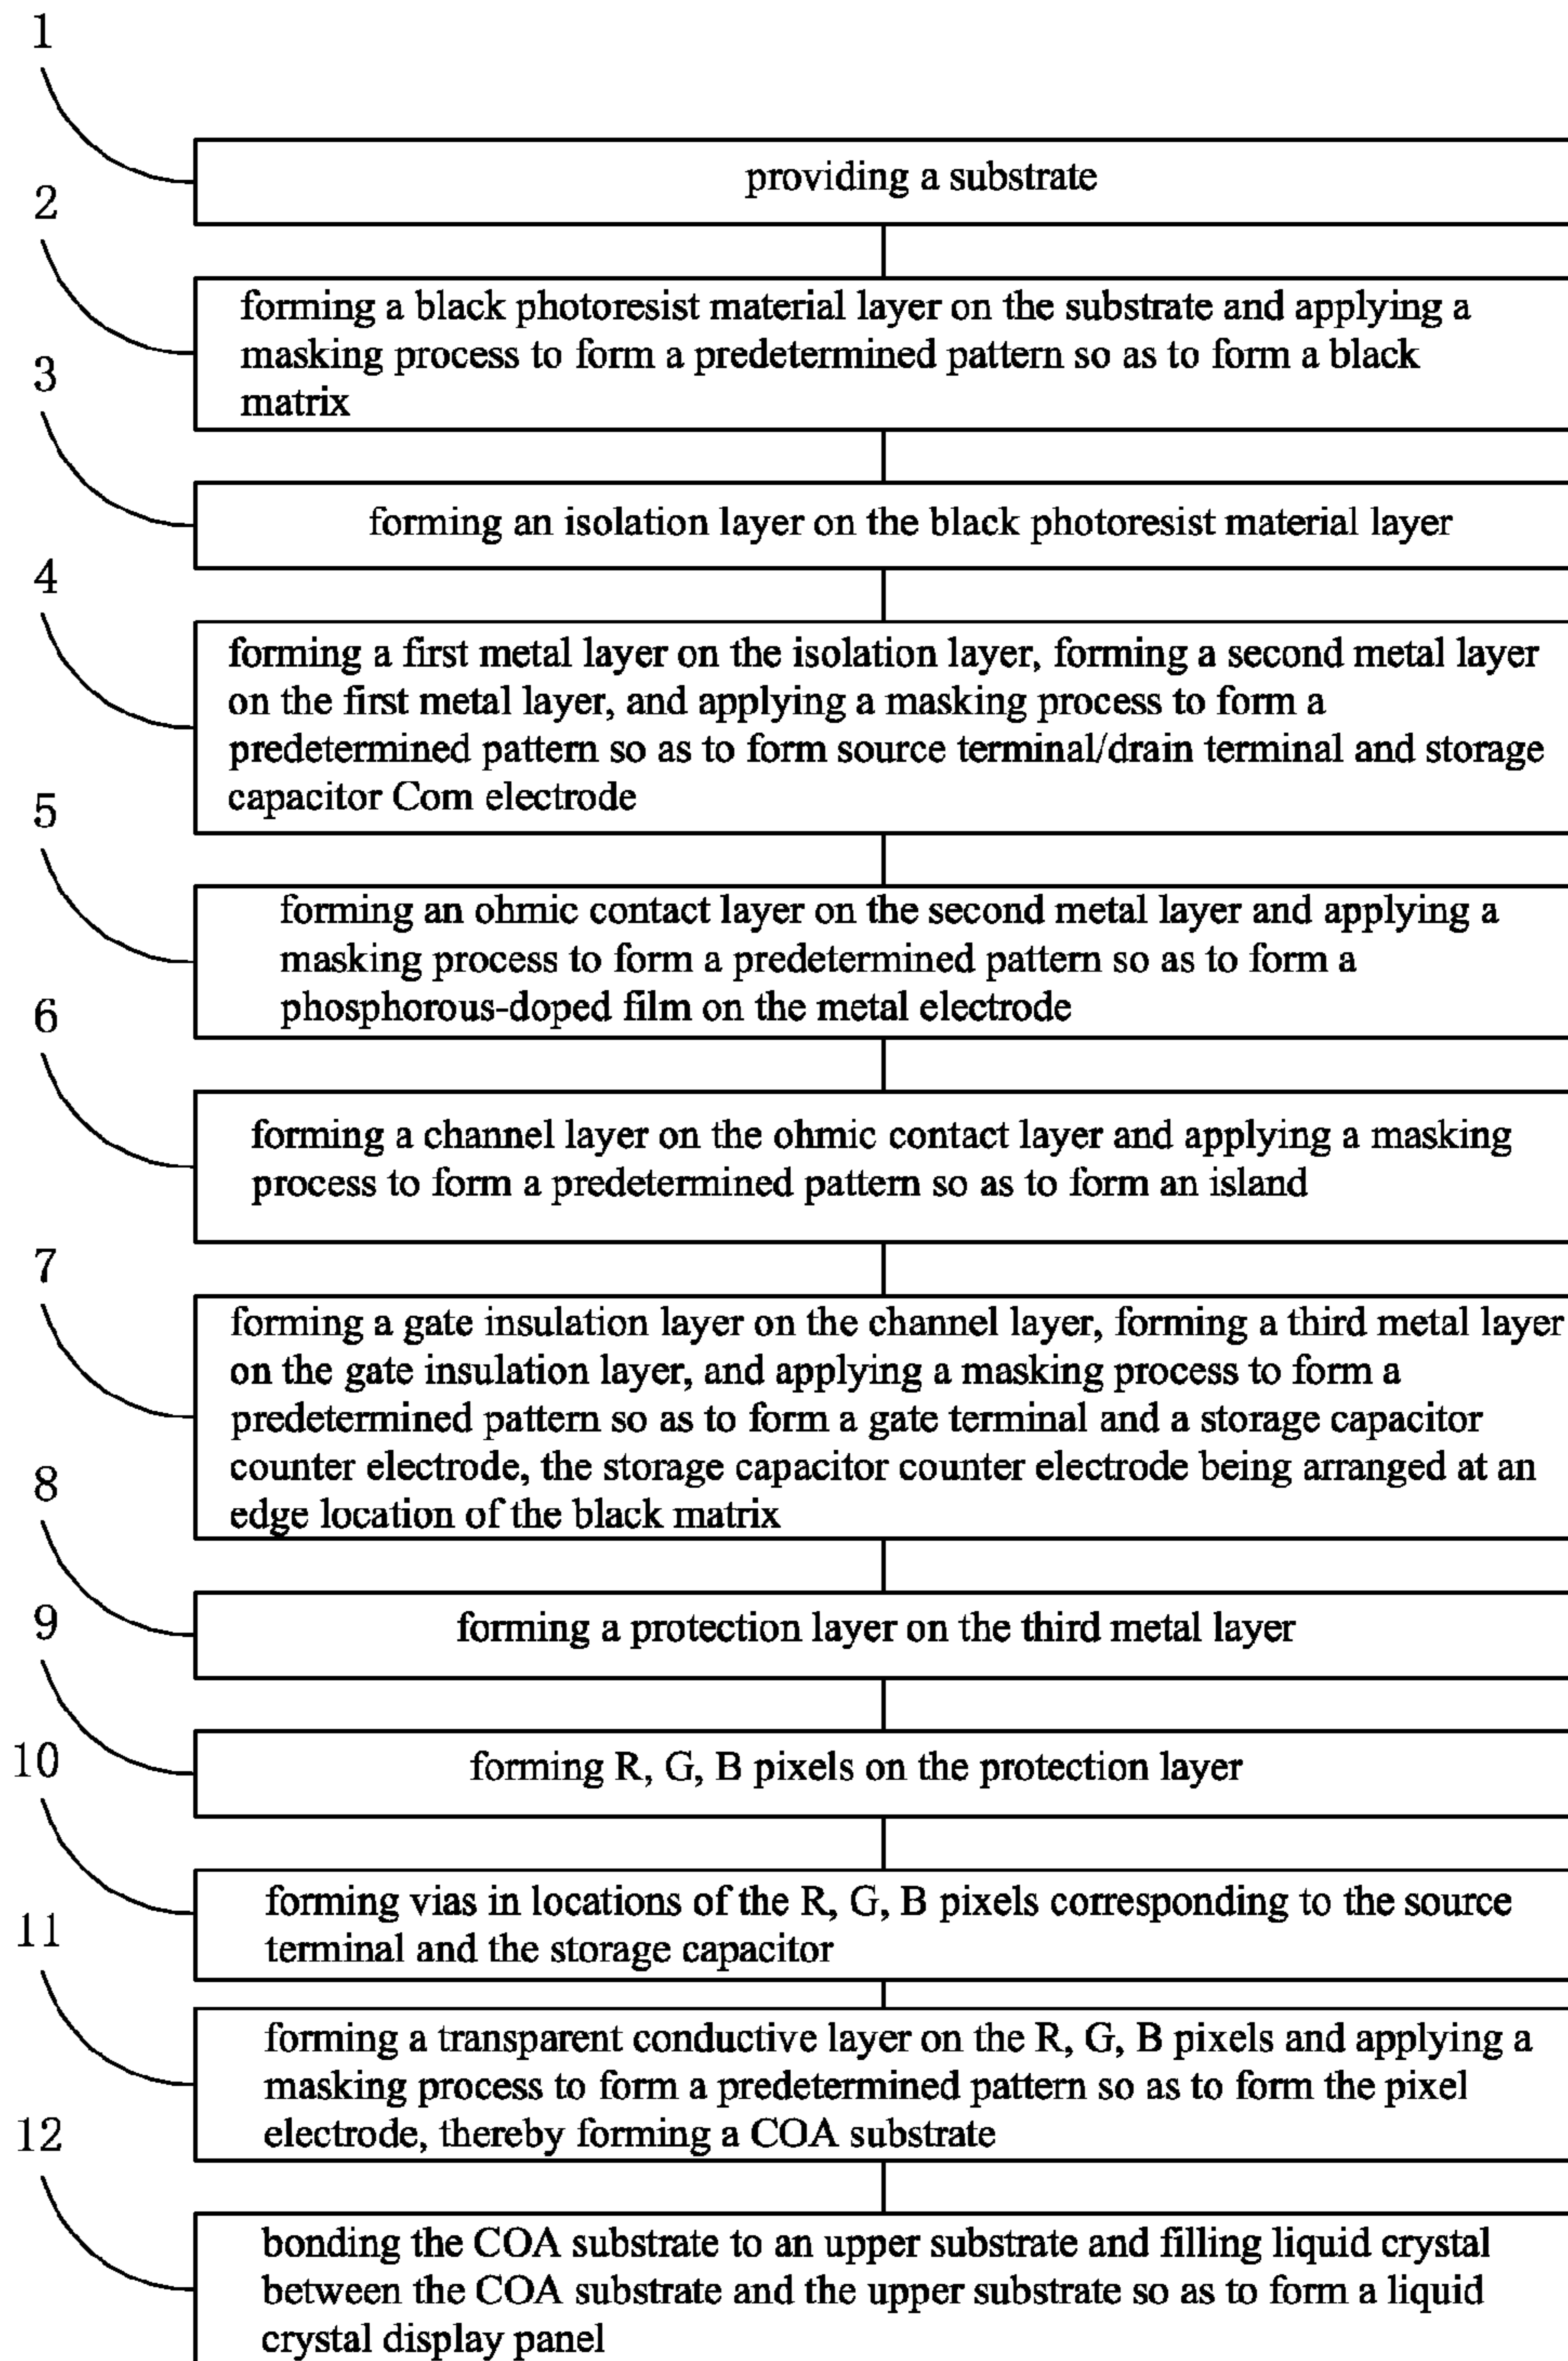 1
providing a substrate
2
forming a black photoresist material layer on the substrate and applying a
masking process to form a predetermined pattern so as to form a black
matrix
3
forming an isolation layer on the black photoresist material layer
4
forming a first metal layer on the isolation layer, forming a second metal layer
on the first metal layer, and applying a masking process to form a
predetermined pattern so as to form source terminal/drain terminal and storage
capacitor Com electrode
5
forming an ohmic contact layer on the second metal layer and applying a
masking process to form a predetermined pattern so as to form a
phosphorous-doped film on the metal electrode
6
forming a channel layer on the ohmic contact layer and applying a masking
process to form a predetermined pattern so as to form an island
7
forming a gate insulation layer on the channel layer, forming a third metal layer
on the gate insulation layer, and applying a masking process to form a
predetermined pattern so as to form a gate terminal and a storage capacitor
counter electrode, the storage capacitor counter electrode being arranged at an
edge location of the black matrix
8
forming a protection layer on the third metal layer
9
forming R, G, B pixels on the protection layer
10
forming vias in locations of the R, G, B pixels corresponding to the source
terminal and the storage capacitor
11
forming a transparent conductive layer on the R, G, B pixels and applying a
masking process to form a predetermined pattern so as to form the pixel
electrode, thereby forming a COA substrate
12
bonding the COA substrate to an upper substrate and filling liquid crystal
between the COA substrate and the upper substrate so as to form a liquid
crystal display panel